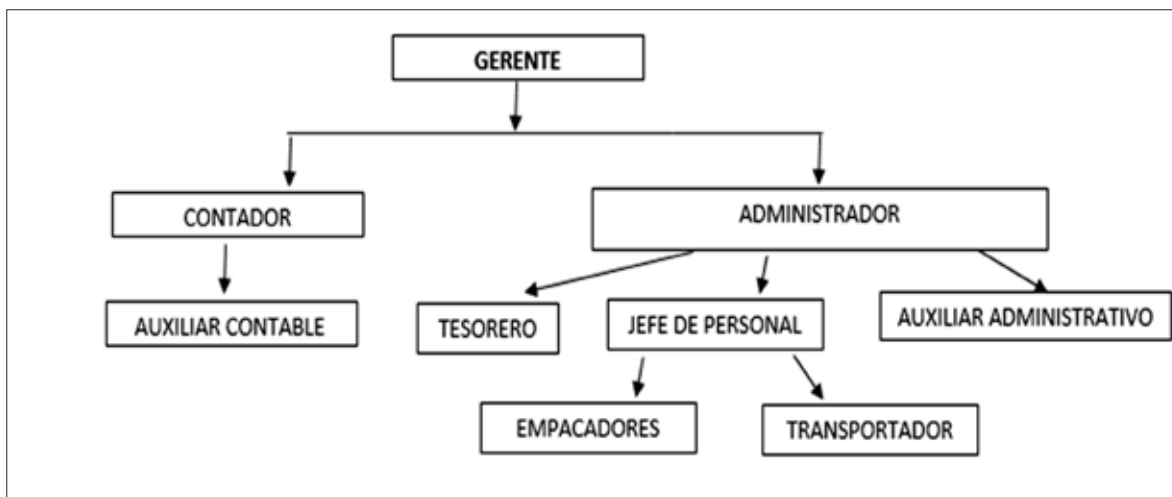 GERENTE
CONTADOR
ADMINISTRADOR
AUXILIAR CONTABLE
TESORERO
JEFE DE PERSONAL
AUXILIAR ADMINISTRATIVO
EMPACADORES
TRANSPORTADOR